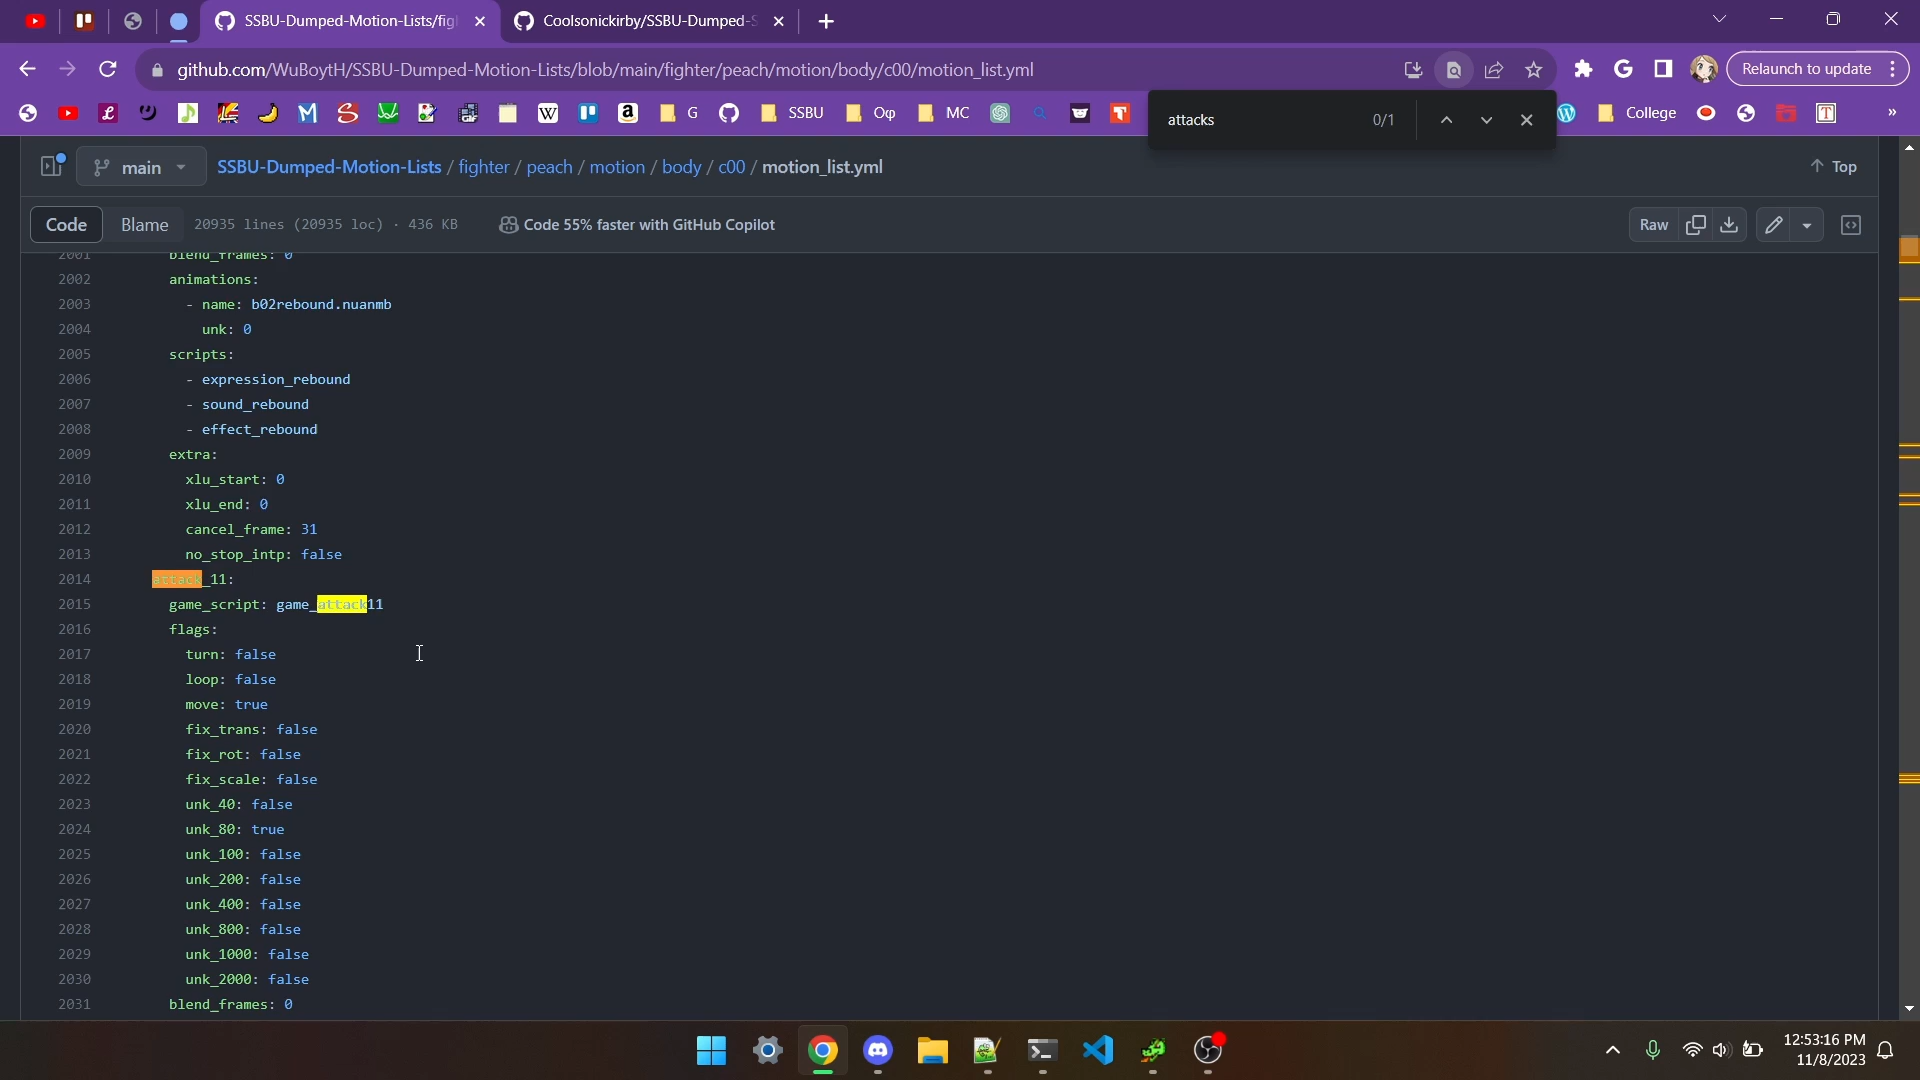 SSBU-Dumped-Motion-Lists/fig
Coolsonickirby/SSBU-Dumped-S
github.com/WuBoytH/SSBU-Dumped-Motion-Lists/blob/main/fighter/peach/motion/body/c00/motion_list.yml
Relaunch to update
G
SSBU
Oφ
MC
College
»
attacks
0/1
main
SSBU-Dumped-Motion-Lists / fighter / peach / motion / body / c00 / motion_list.yml
Top
Code
Blame
20935 lines (20935 loc) · 436 KB
Code 55% faster with GitHub Copilot
Raw
2001 blend_frames: 0
2002 animations:
2003 - name: b02rebound.nuanmb
2004 unk: 0
2005 scripts:
2006 - expression_rebound
2007 - sound_rebound
2008 - effect_rebound
2009 extra:
2010 xlu_start: 0
2011 xlu_end: 0
2012 cancel_frame: 31
2013 no_stop_intp: false
2014 attack_11:
2015 game_script: game_attack11
2016 flags:
2017 turn: false
2018 loop: false
2019 move: true
2020 fix_trans: false
2021 fix_rot: false
2022 fix_scale: false
2023 unk_40: false
2024 unk_80: true
2025 unk_100: false
2026 unk_200: false
2027 unk_400: false
2028 unk_800: false
2029 unk_1000: false
2030 unk_2000: false
2031 blend_frames: 0
12:53:16 PM
11/8/2023